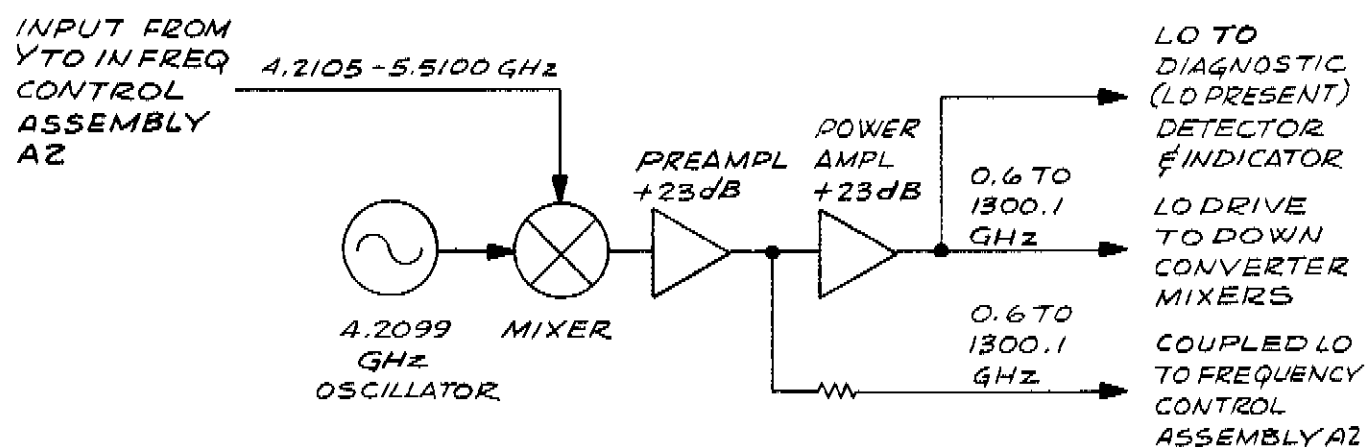 INPUT FROM
YTO IN FREQ
CONTROL
ASSEMBLY
A2
4.2105-5.5100 GHz
4.2099
GHz
OSCILLATOR
MIXER
PREAMPL
+23dB
POWER
AMPL
+23dB
0.6 TO
1300.1
GHz
0.6 TO
1300.1
GHz
LO TO
DIAGNOSTIC
(LO PRESENT)
DETECTOR
& INDICATOR
LO DRIVE
TO DOWN
CONVERTER
MIXERS
COUPLED LO
TO FREQUENCY
CONTROL
ASSEMBLY A2